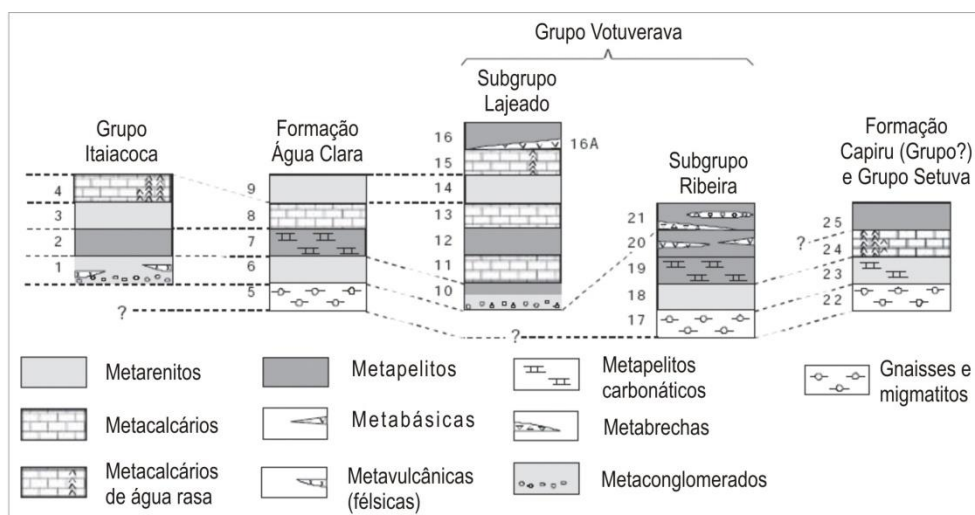 Grupo Votuverava
Subgrupo
Lajeado
Grupo
Itaiacoca
Formação
Água Clara
Subgrupo
Ribeira
Formação
Capiru (Grupo?)
e Grupo Setuva
4
3
2
1
?
9
8
7
6
5
16
16A
15
14
13
12
11
10
?
21
20
19
18
17
?
25
24
23
22
Metarenitos
Metapelitos
Metapelitos
carbonáticos
Gnaisses e
migmatitos
Metacalcários
Metabásicas
Metabrechas
Metacalcários
de água rasa
Metavulcânicas
(félsicas)
Metaconglomerados